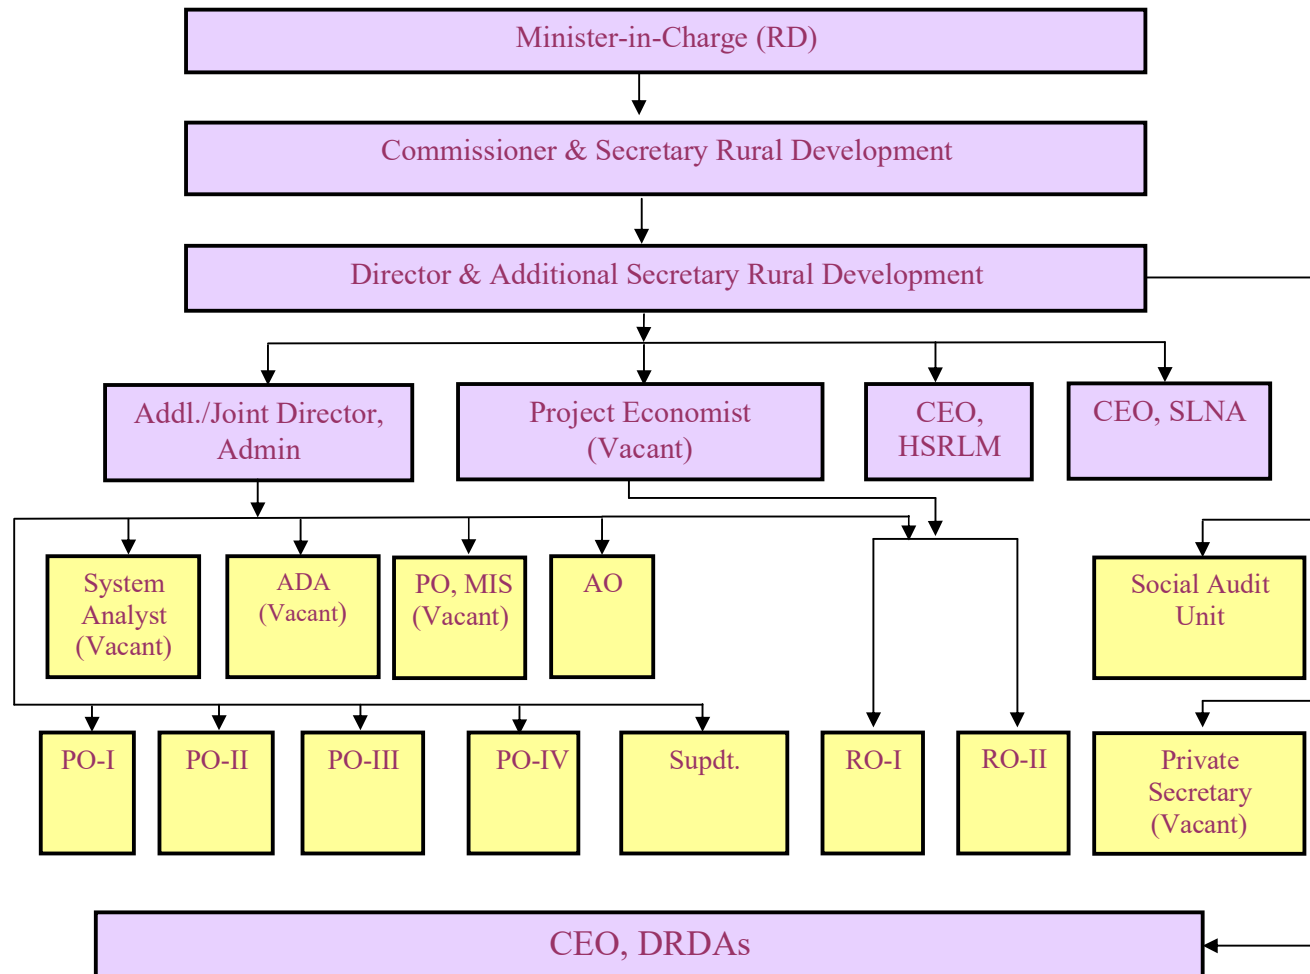 Minister-in-Charge (RD)
Commissioner & Secretary Rural Development
Director & Additional Secretary Rural Development
Addl./Joint Director,
Admin
Project Economist
(Vacant)
CEO,
HSRLM
CEO, SLNA
System
Analyst
(Vacant)
ADA
(Vacant)
PO, MIS
(Vacant)
AO
Social Audit
Unit
PO-I
PO-II
PO-III
PO-IV
Supdt.
RO-I
RO-II
Private
Secretary
(Vacant)
CEO, DRDAs